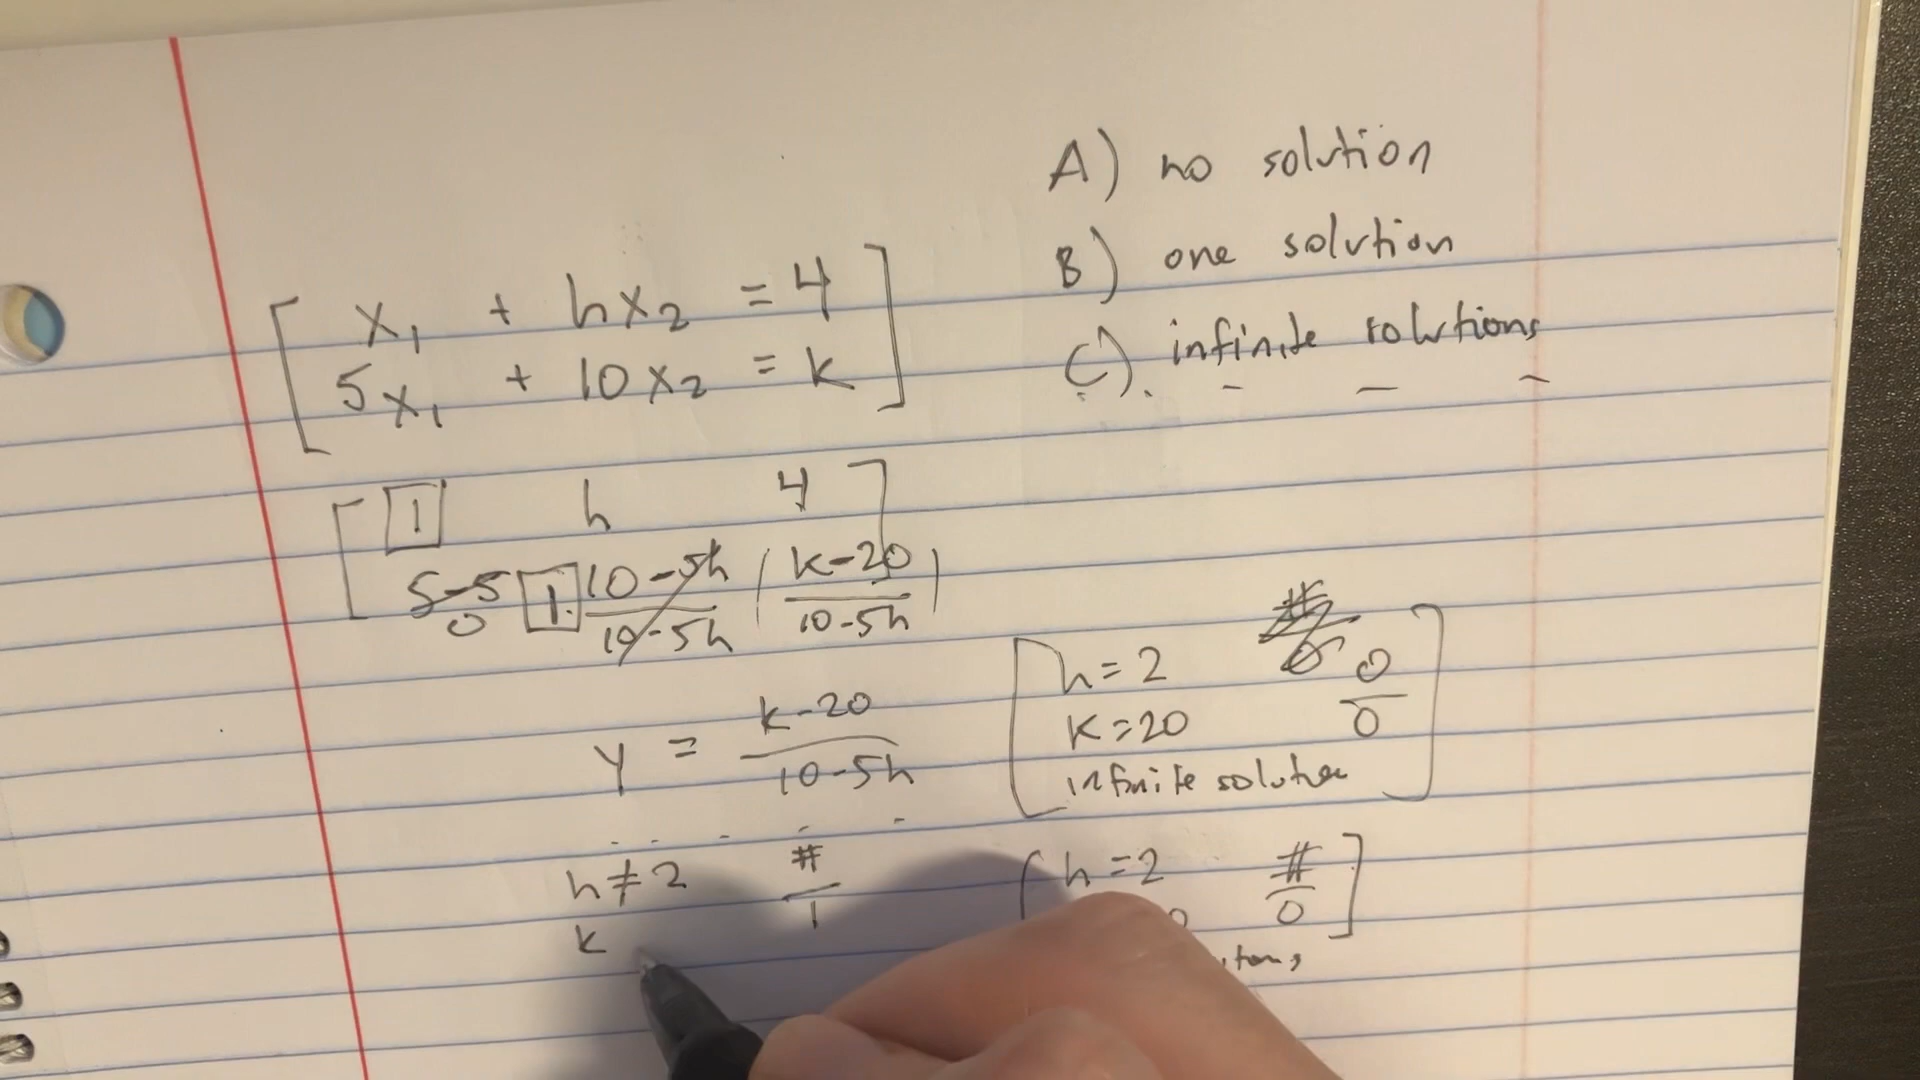 A) no solution
B) one solution
C) infinite solutions
x₁ + hx₂ = 4
5x₁ + 10x₂ = k
1 h 4
5-5 1 10-5h k-20
0 10-5h 10-5h
y = k-20
10-5h
h=2 0
k=20 0
infinite
h≠2 #
k 1
h=2 #
0